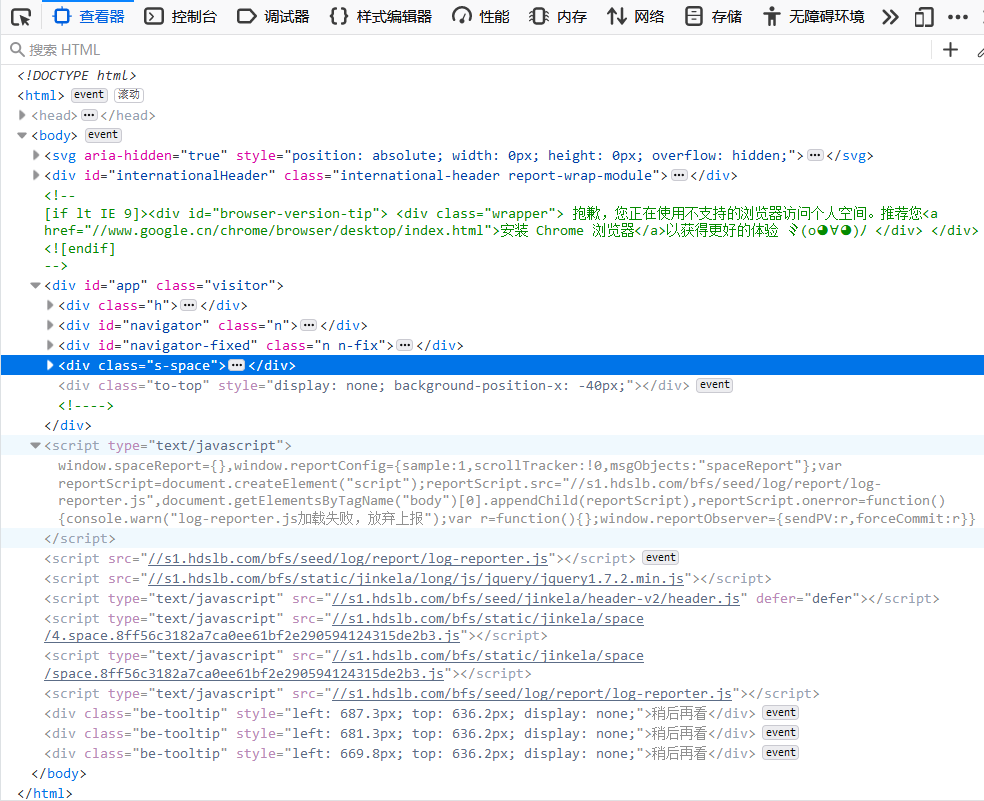 查看器 控制台 调试器 样式编辑器 性能 内存 网络 存储 无障碍环境
搜索 HTML
<!DOCTYPE html>
<html> event 滚动
<head> ··· </head>
<body> event
<svg aria-hidden="true" style="position: absolute; width: 0px; height: 0px; overflow: hidden;"> ··· </svg>
<div id="internationalHeader" class="international-header report-wrap-module"> ··· </div>
<!--
[if lt IE 9]><div id="browser-version-tip"> <div class="wrapper"> 抱歉，您正在使用不支持的浏览器访问个人空间。推荐您<a
href="//www.google.cn/chrome/browser/desktop/index.html">安装 Chrome 浏览器</a>以获得更好的体验 ヾ(o◕∀◕)/ </div> </div>
<![endif]
-->
<div id="app" class="visitor">
<div class="h"> ··· </div>
<div id="navigator" class="n"> ··· </div>
<div id="navigator-fixed" class="n n-fix"> ··· </div>
<div class="s-space"> ··· </div>
<div class="to-top" style="display: none; background-position-x: -40px;"></div> event
<!---->
</div>
<script type="text/javascript">
window.spaceReport={},window.reportConfig={sample:1,scrollTracker:!0,msgObjects:"spaceReport"};var
reportScript=document.createElement("script");reportScript.src="//s1.hdslb.com/bfs/seed/log/report/log-
reporter.js",document.getElementsByTagName("body")[0].appendChild(reportScript),reportScript.onerror=function()
{console.warn("log-reporter.js加载失败，放弃上报");var r=function(){};window.reportObserver={sendPV:r,forceCommit:r}}
</script>
<script src="//s1.hdslb.com/bfs/seed/log/report/log-reporter.js"></script> event
<script src="//s1.hdslb.com/bfs/static/jinkela/long/js/jquery/jquery1.7.2.min.js"></script>
<script type="text/javascript" src="//s1.hdslb.com/bfs/seed/jinkela/header-v2/header.js" defer="defer"></script>
<script type="text/javascript" src="//s1.hdslb.com/bfs/static/jinkela/space
/4.space.8ff56c3182a7ca0ee61bf2e290594124315de2b3.js"></script>
<script type="text/javascript" src="//s1.hdslb.com/bfs/static/jinkela/space
/space.8ff56c3182a7ca0ee61bf2e290594124315de2b3.js"></script>
<script type="text/javascript" src="//s1.hdslb.com/bfs/seed/log/report/log-reporter.js"></script>
<div class="be-tooltip" style="left: 687.3px; top: 636.2px; display: none;">稍后再看</div> event
<div class="be-tooltip" style="left: 681.3px; top: 636.2px; display: none;">稍后再看</div> event
<div class="be-tooltip" style="left: 669.8px; top: 636.2px; display: none;">稍后再看</div> event
</body>
</html>